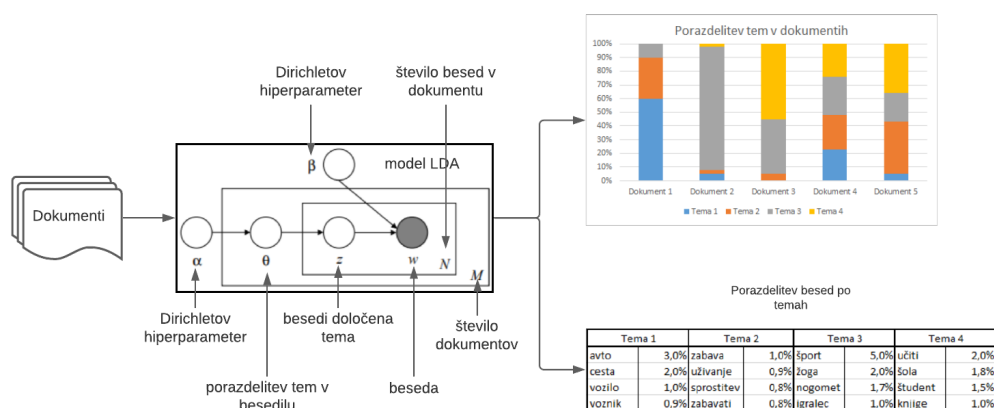 Porazdelitev tem v dokumentih
100%
90%
80%
70%
60%
50%
40%
30%
20%
10%
0%
Dokument 1 Dokument 2 Dokument 3 Dokument 4 Dokument 5
Tema 1 Tema 2 Tema 3 Tema 4
Dirichletov
hiperparameter
število besed v
dokumentu
model LDA
β
Dokumenti
α
θ
z
w
N
M
Dirichletov
hiperparameter
besedi določena
tema
število
dokumentov
porazdelitev tem v
besedilu
beseda
Porazdelitev besed po
temah
Tema 1 Tema 2 Tema 3 Tema 4
avto 3,0% zabava 1,0% šport 5,0% učiti 2,0%
cesta 2,0% uživanje 0,9% žoga 2,0% šola 1,8%
vozilo 1,0% sprostitev 0,8% nogomet 1,7% študent 1,5%
voznik 0,9% zabavati 0,8% igralec 1,0% knjige 1,0%